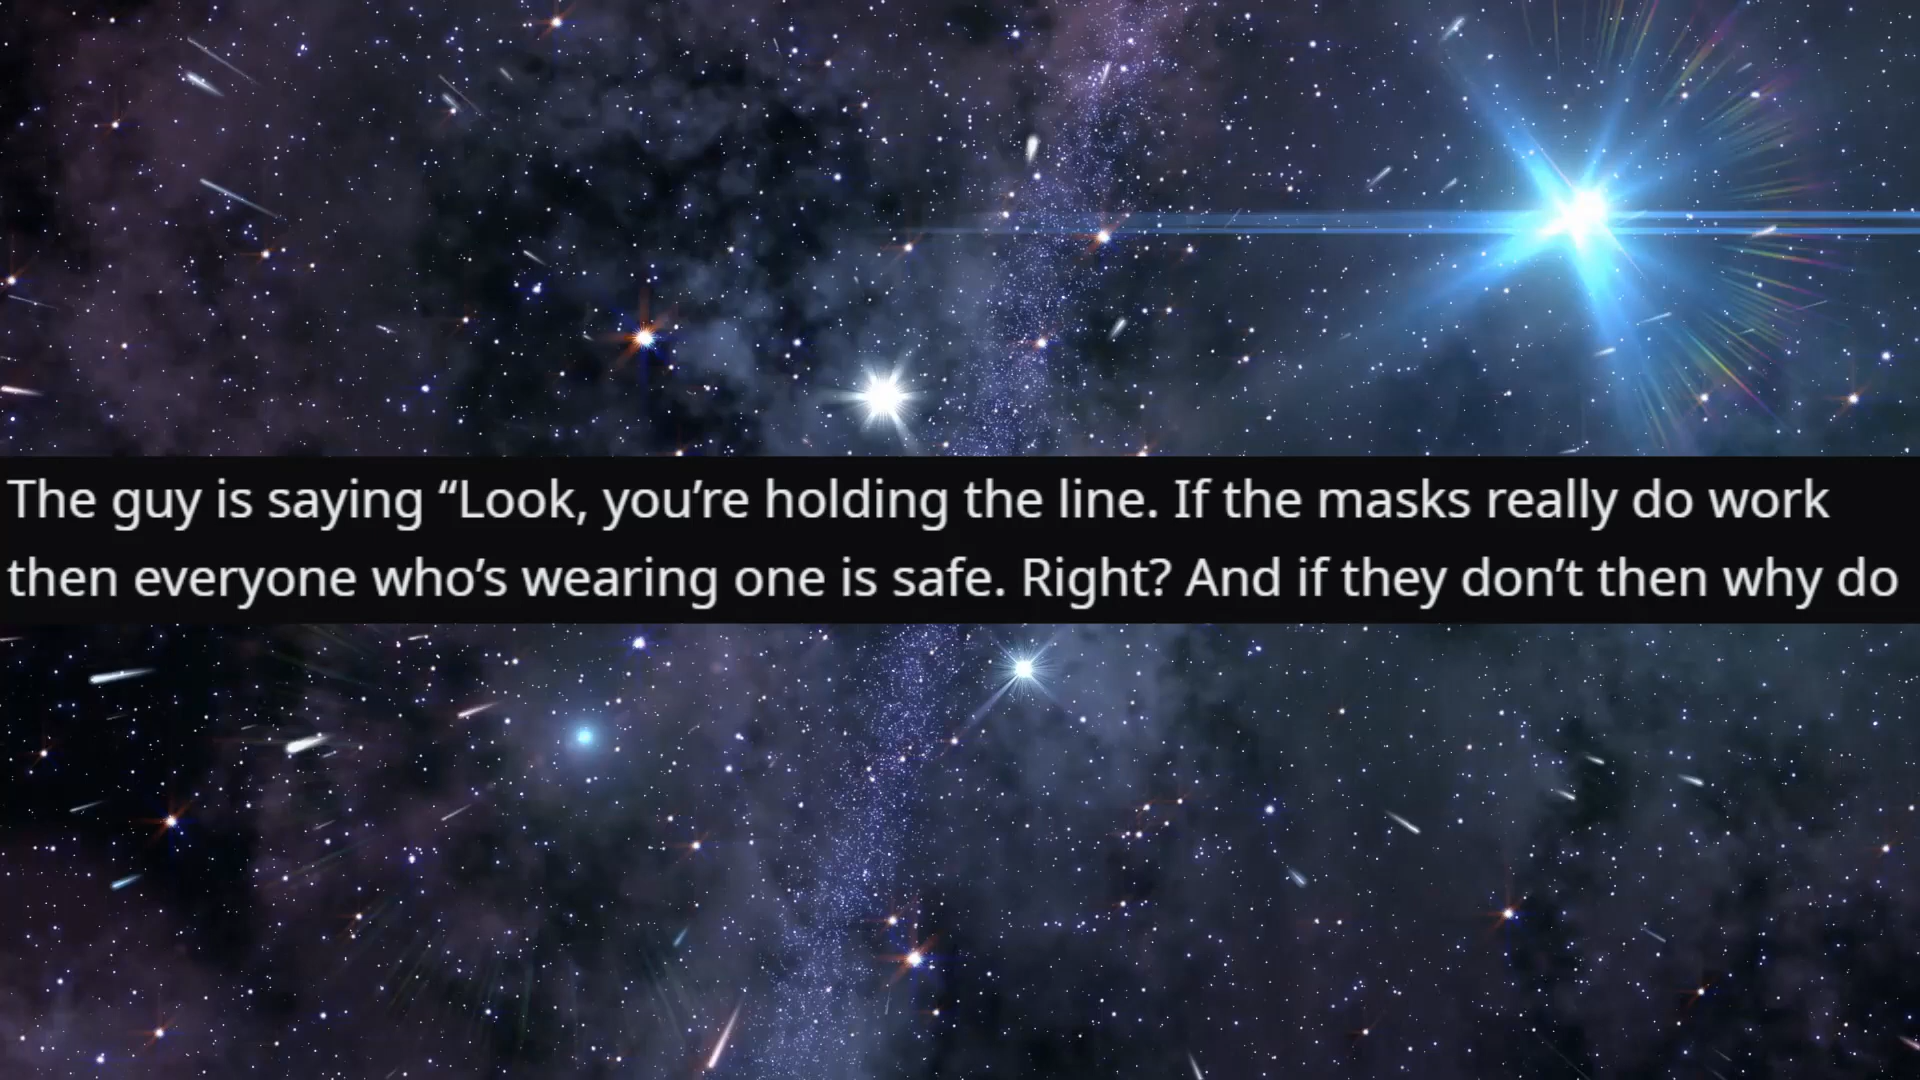 The guy is saying “Look, you’re holding the line. If the masks really do work
then everyone who’s wearing one is safe. Right? And if they don’t then why do